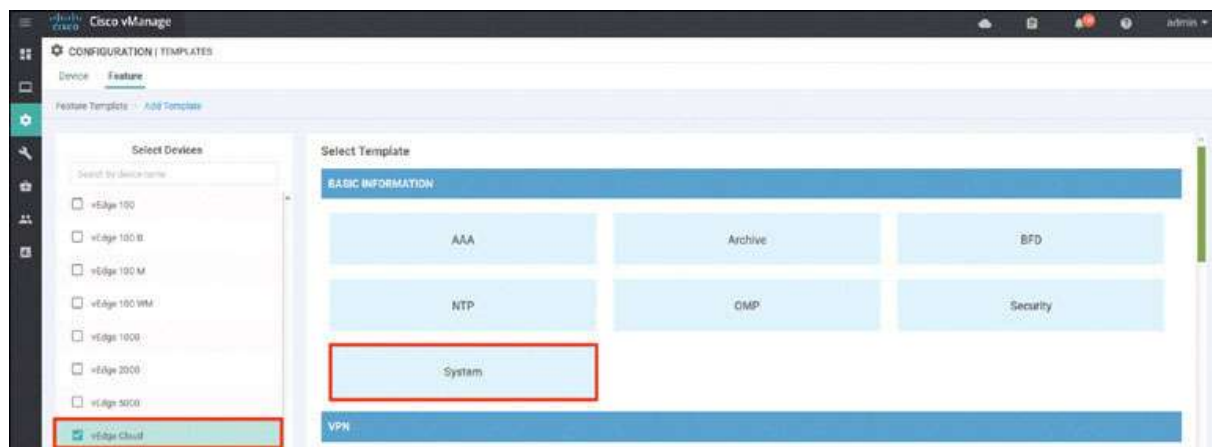 Cisco vManage
admin
CONFIGURATION | TEMPLATES
Device Feature
Feature Template Add Template
Select Devices
Search by device name
vEdge 100
vEdge 100 B
vEdge 100 M
vEdge 100 WM
vEdge 1000
vEdge 2000
vEdge 5000
vEdge Cloud
Select Template
BASIC INFORMATION
AAA
Archive
BFD
NTP
OMP
Security
System
VPN